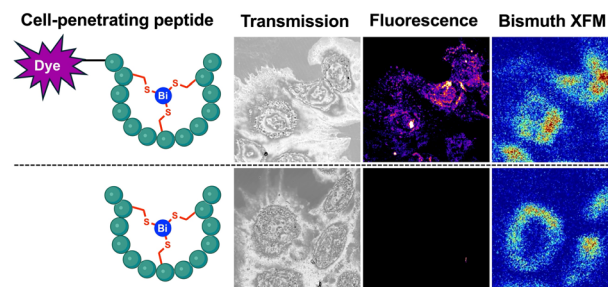 Cell-penetrating peptide
Transmission
Fluorescence
Bismuth XFM
Dye
S
S
Bi
S
S
S
Bi
S